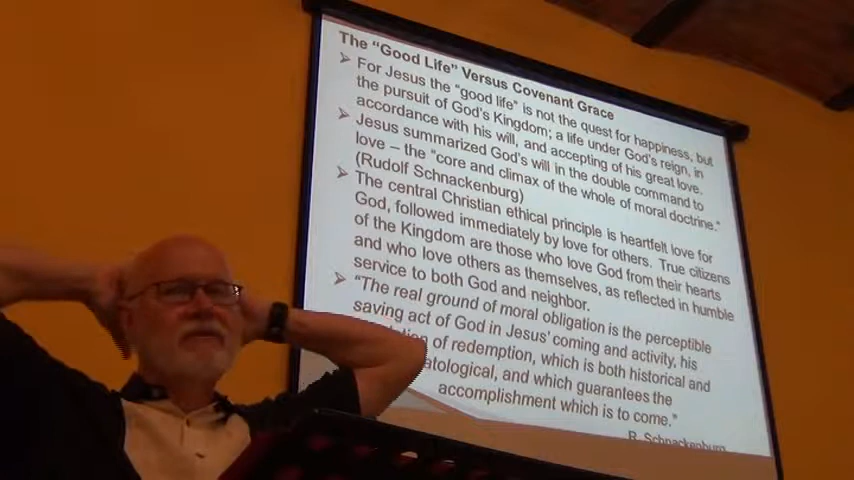 The "Good Life" Versus Covenant Grace
For Jesus the "good life" is not the quest for happiness, but
the pursuit of God's Kingdom; a life under God's reign, in
accordance with his will, and accepting of his great love.
Jesus summarized God's will in the double command to
love – the "core and climax of the whole of moral doctrine."
(Rudolf Schnackenburg)
The central Christian ethical principle is heartfelt love for
God, followed immediately by love for others. True citizens
of the Kingdom are those who love God from their hearts
and who love others as themselves, as reflected in humble
service to both God and neighbor.
"The real ground of moral obligation is the perceptible
saving act of God in Jesus' coming and activity, his
of redemption, which is both historical and
and which guarantees the
accomplishment which is to come."
R. Schnackenburg